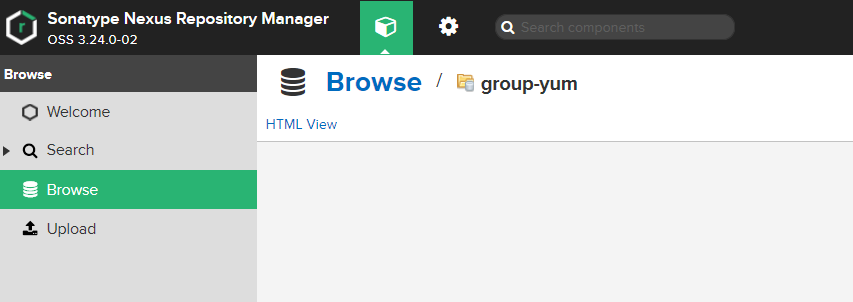 Sonatype Nexus Repository Manager
OSS 3.24.0-02
Search components
Browse
Welcome
Search
Browse
Upload
Browse / group-yum
HTML View